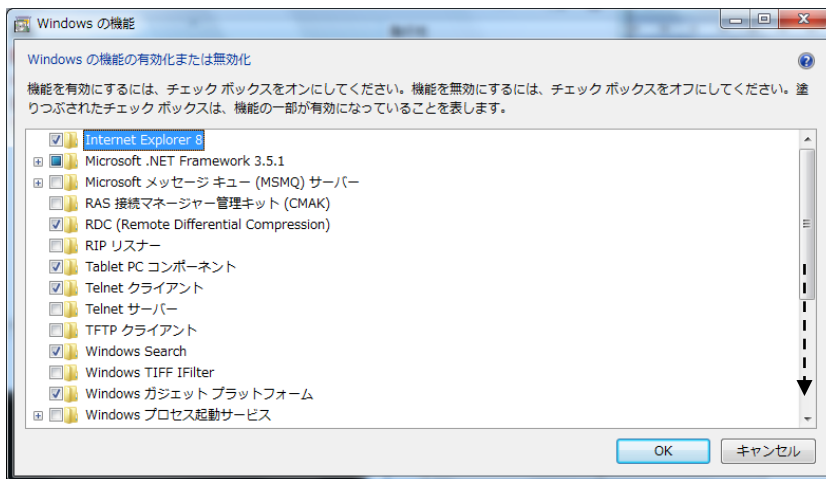 Windows の機能
Windows の機能の有効化または無効化
機能を有効にするには、チェック ボックスをオンにしてください。機能を無効にするには、チェック ボックスをオフにしてください。塗
りつぶされたチェック ボックスは、機能の一部が有効になっていることを表します。
Internet Explorer 8
Microsoft .NET Framework 3.5.1
Microsoft メッセージ キュー (MSMQ) サーバー
RAS 接続マネージャー管理キット (CMAK)
RDC (Remote Differential Compression)
RIP リスナー
Tablet PC コンポーネント
Telnet クライアント
Telnet サーバー
TFTP クライアント
Windows Search
Windows TIFF IFilter
Windows ガジェット プラットフォーム
Windows プロセス起動サービス
OK キャンセル